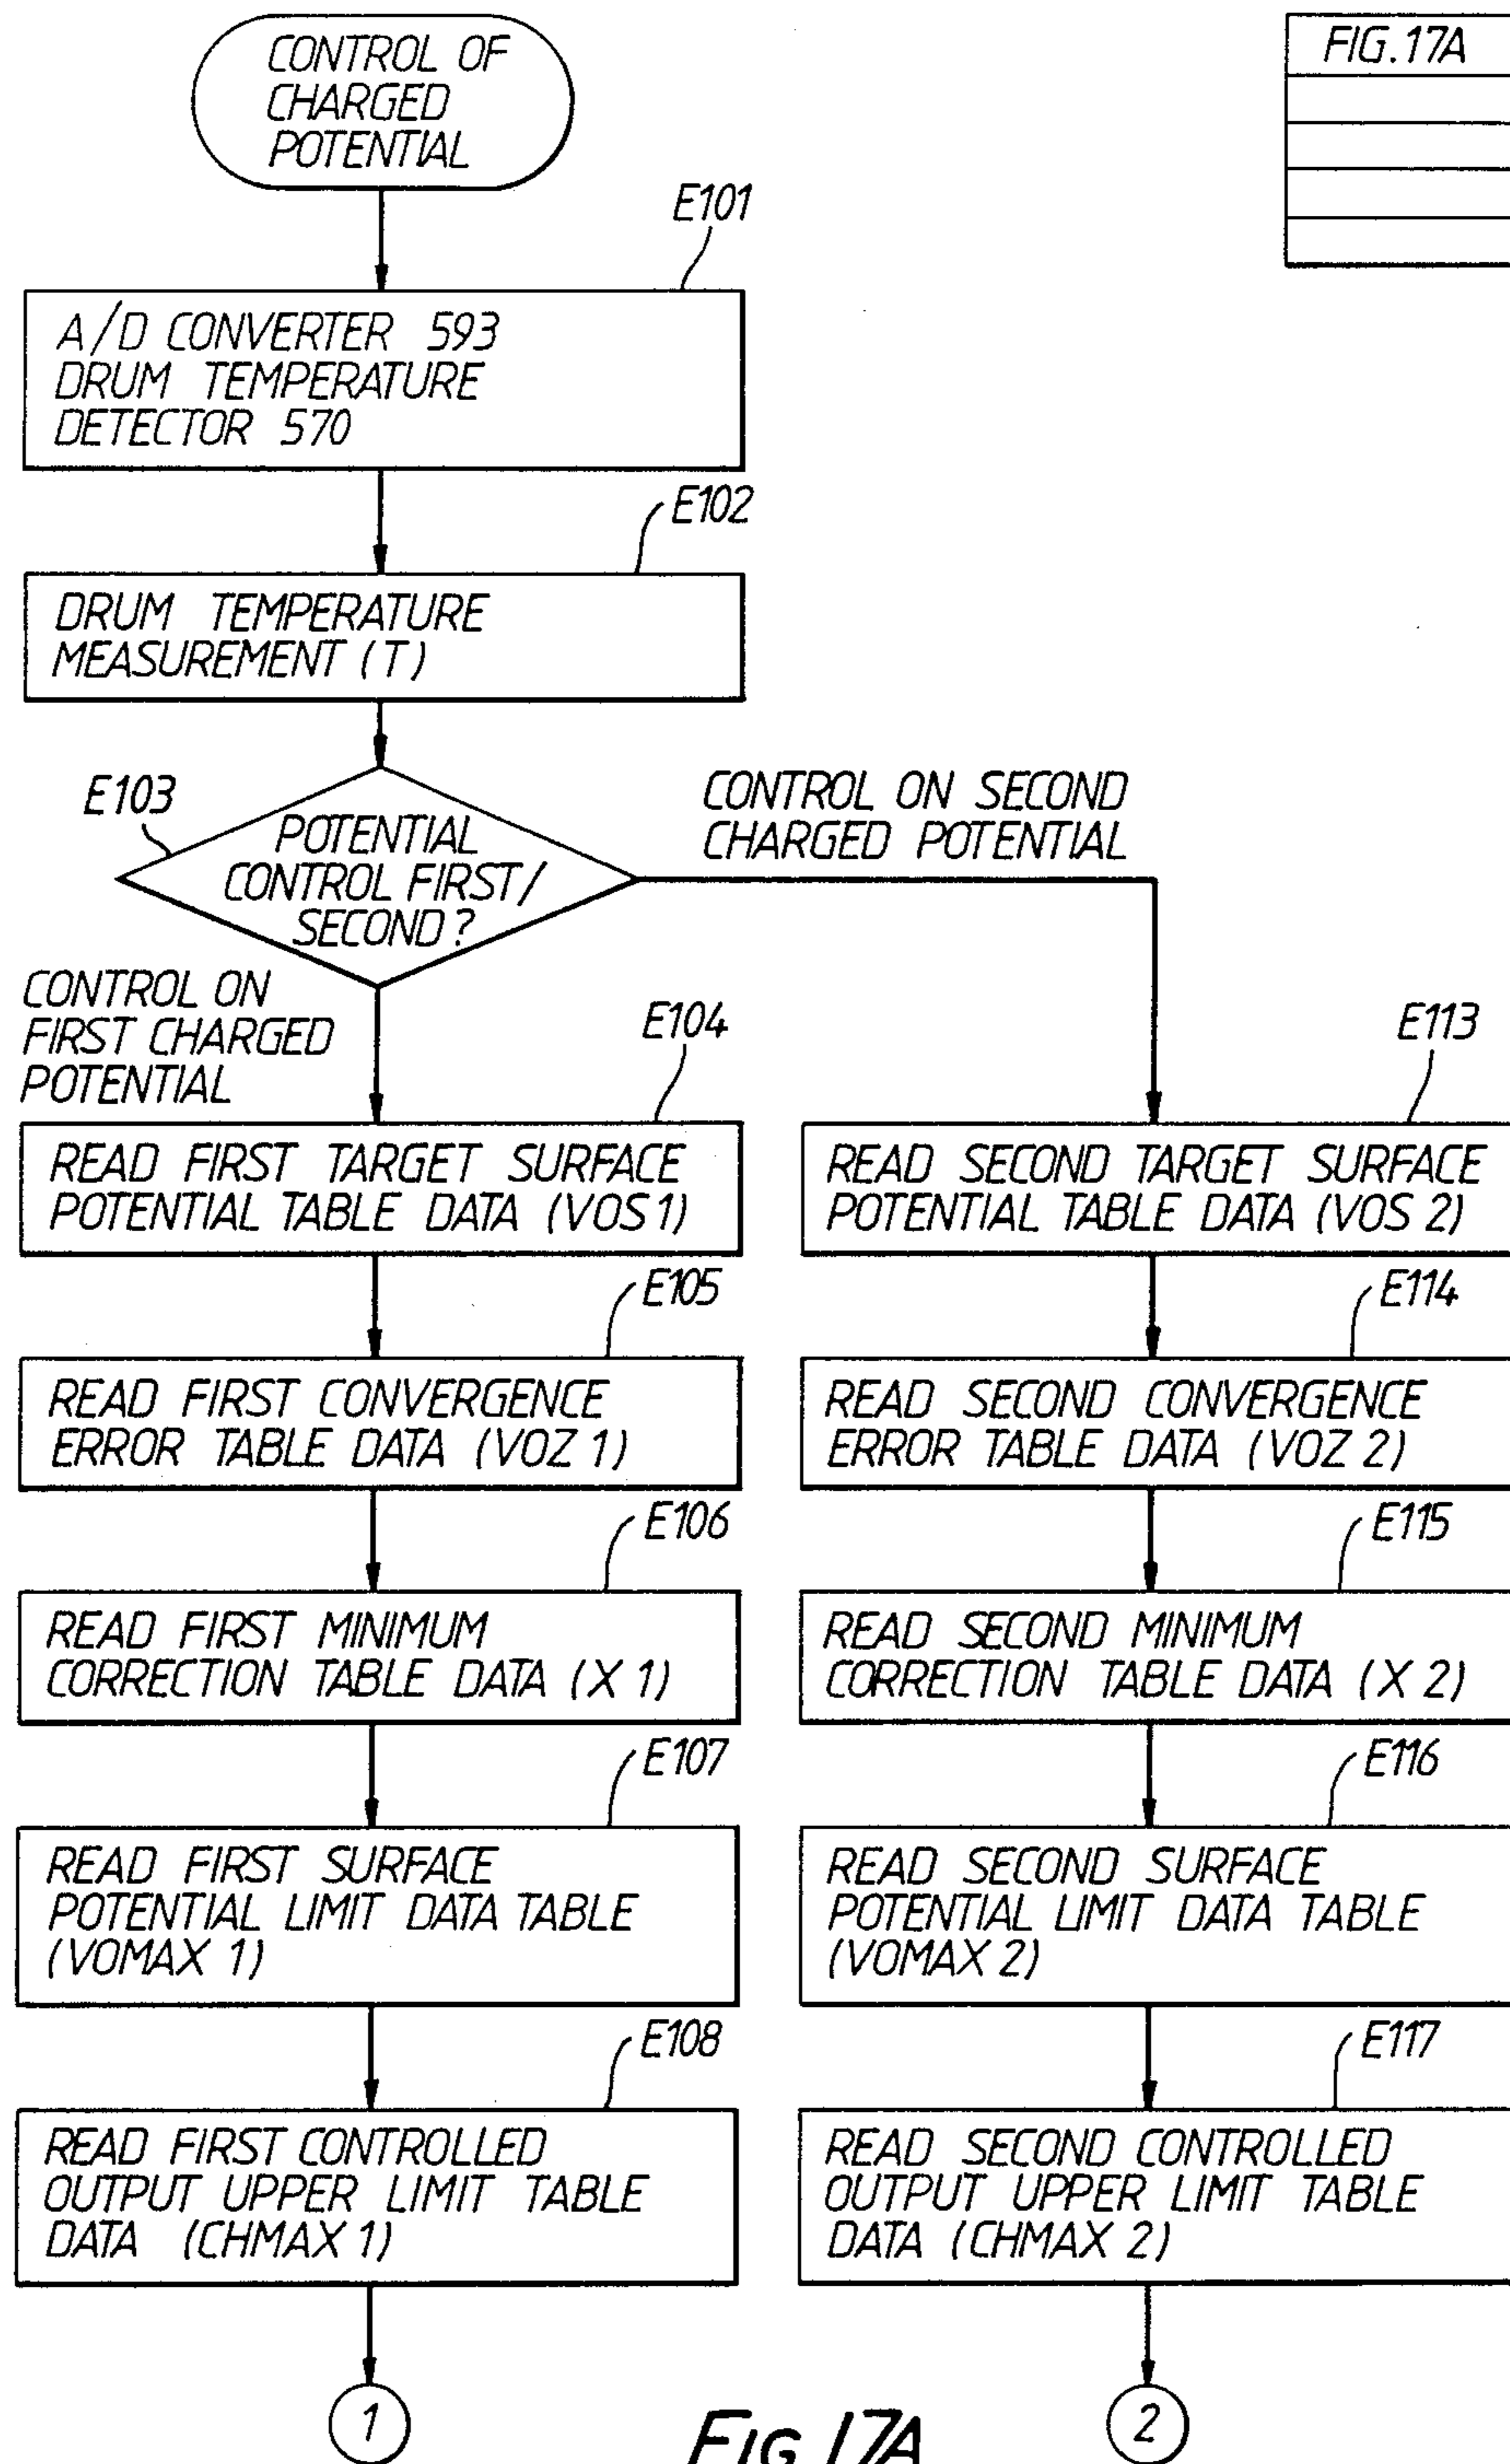 CONTROL OF
CHARGED
POTENTIAL
FIG.17A
E101
A/D CONVERTER 593
DRUM TEMPERATURE
DETECTOR 570
E102
DRUM TEMPERATURE
MEASUREMENT (T)
E103
POTENTIAL
CONTROL FIRST/
SECOND?
CONTROL ON SECOND
CHARGED POTENTIAL
CONTROL ON
FIRST CHARGED
POTENTIAL
E104
READ FIRST TARGET SURFACE
POTENTIAL TABLE DATA (VOS 1)
E105
READ FIRST CONVERGENCE
ERROR TABLE DATA (VOZ 1)
E106
READ FIRST MINIMUM
CORRECTION TABLE DATA (X 1)
E107
READ FIRST SURFACE
POTENTIAL LIMIT DATA TABLE
(VOMAX 1)
E108
READ FIRST CONTROLLED
OUTPUT UPPER LIMIT TABLE
DATA (CHMAX 1)
1
E113
READ SECOND TARGET SURFACE
POTENTIAL TABLE DATA (VOS 2)
E114
READ SECOND CONVERGENCE
ERROR TABLE DATA (VOZ 2)
E115
READ SECOND MINIMUM
CORRECTION TABLE DATA (X 2)
E116
READ SECOND SURFACE
POTENTIAL LIMIT DATA TABLE
(VOMAX 2)
E117
READ SECOND CONTROLLED
OUTPUT UPPER LIMIT TABLE
DATA (CHMAX 2)
2
FIG. 17A